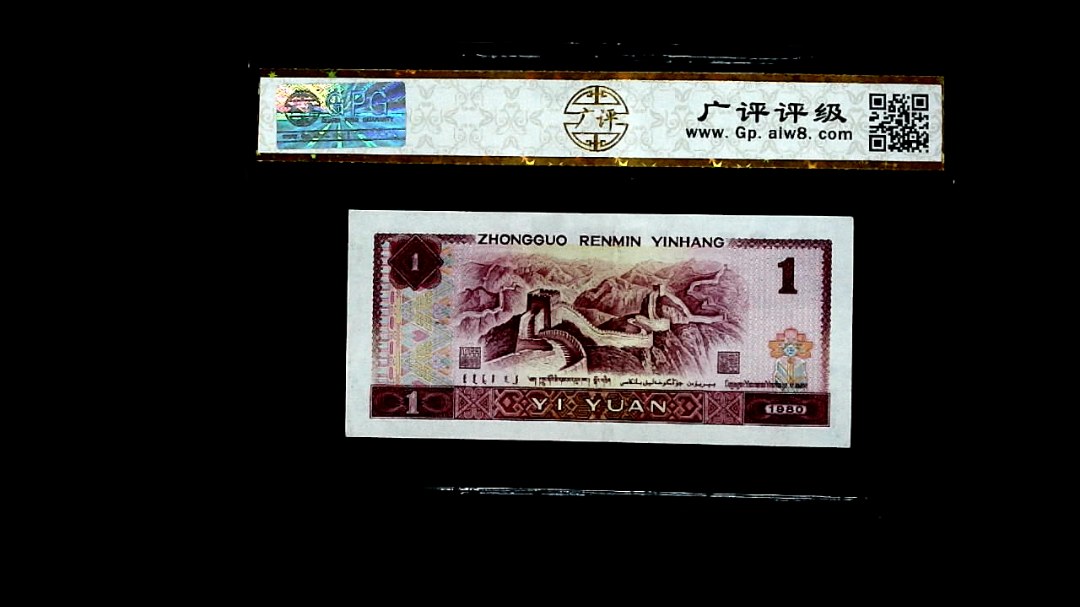 GPG
广评
广评评级
www. Gp. alw8. com
ZHONGGUO RENMIN YINHANG
1
1
1
YI YUAN
1980